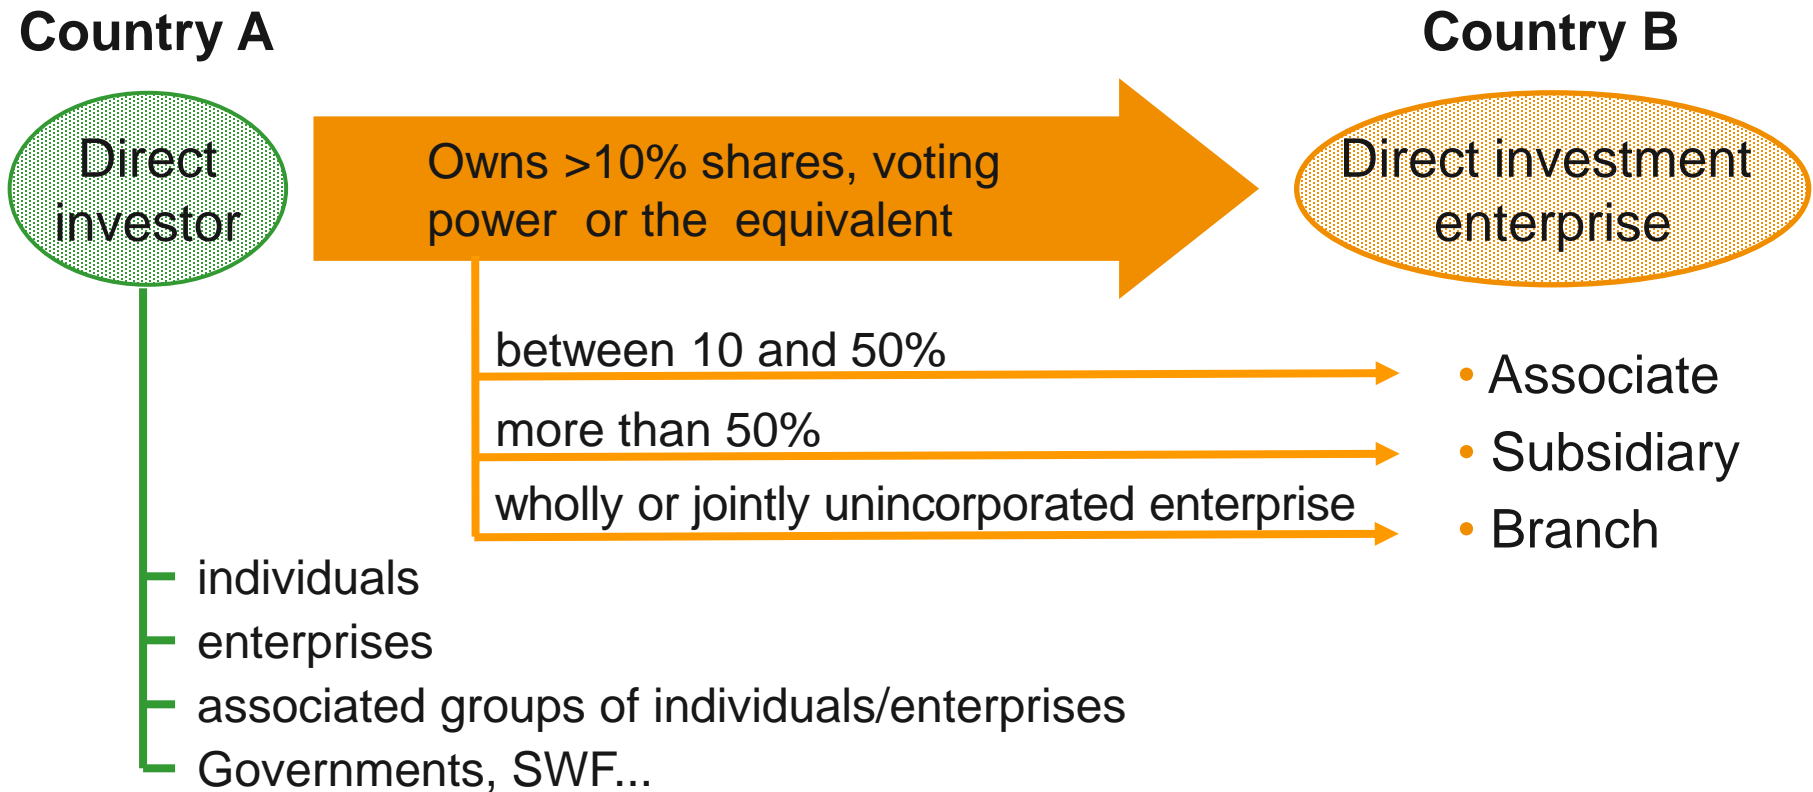 Country A
Country B
Direct
investor
Owns >10% shares, voting
power or the equivalent
Direct investment
enterprise
between 10 and 50%
• Associate
more than 50%
• Subsidiary
wholly or jointly unincorporated enterprise
• Branch
individuals
enterprises
associated groups of individuals/enterprises
Governments, SWF...